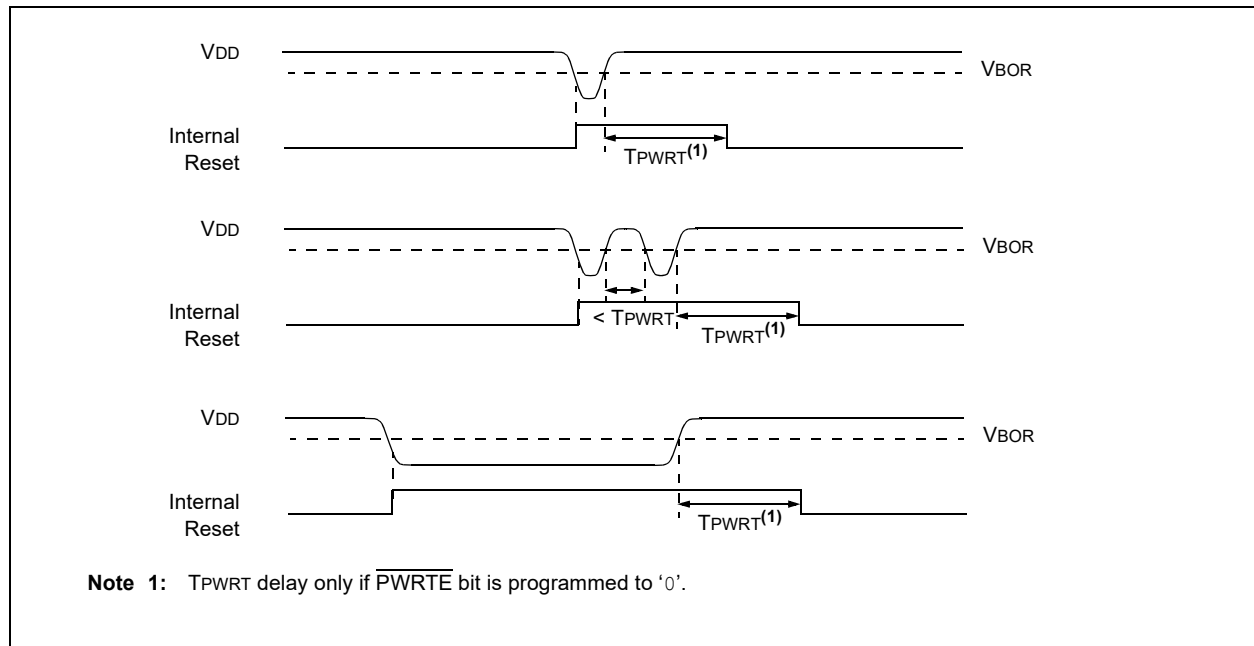 VDD
VBOR
Internal
Reset
TPWRT(1)
VDD
VBOR
Internal
Reset
< TPWRT
TPWRT(1)
VDD
VBOR
Internal
Reset
TPWRT(1)
Note 1: TPWRT delay only if PWRTE bit is programmed to ‘0’.